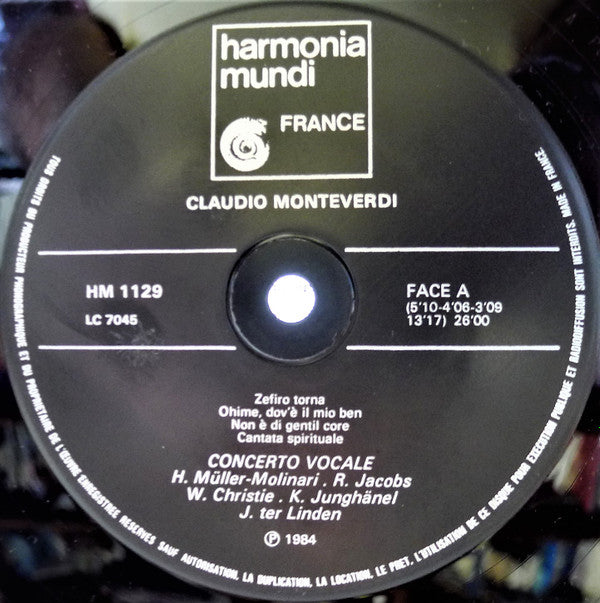 harmonia
mundi
FRANCE
CLAUDIO MONTEVERDI
HM 1129
LC 7045
FACE A
(5'10-4'06-3'09
13'17) 26'00
Zefiro torna
Ohime, dov'è il mio ben
Non è di gentil core
Cantata spirituale
CONCERTO VOCALE
H. Müller-Molinari . R. Jacobs
W. Christie . K. Junghänel
J. ter Linden
℗ 1984
TOUS DROITS DU PRODUCTEUR PHONOGRAPHIQUE ET DU PROPRIETAIRE DE L'ŒUVRE ENREGISTREE RESERVES SAUF AUTORISATION, LA DUPLICATION, LA LOCATION, LE PRET, L'UTILISATION DE CE DISQUE POUR EXECUTION PUBLIQUE ET RADIODIFFUSION SONT INTERDITS. MADE IN FRANCE.